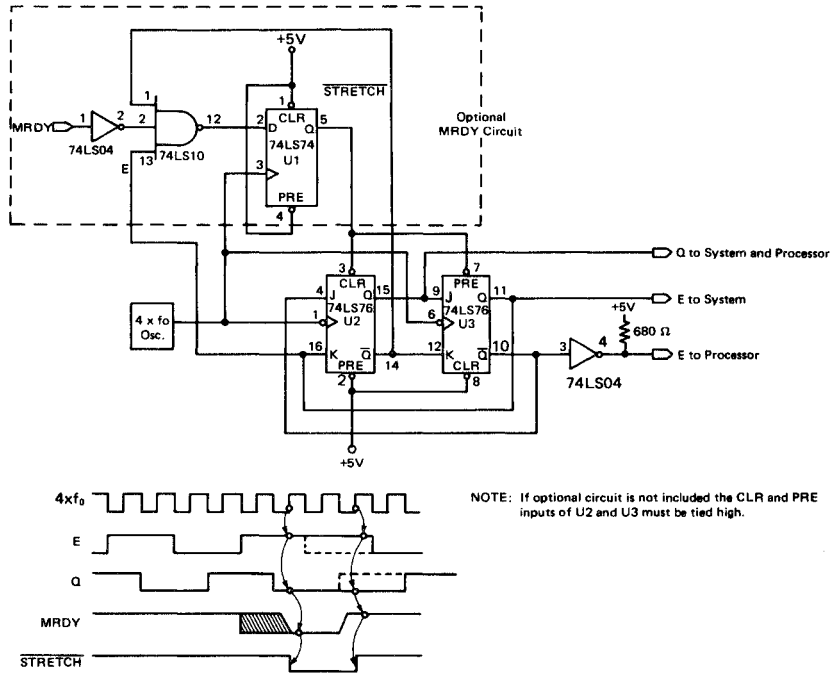 +5V
STRETCH
Optional
MRDY Circuit
1
CLR
2 D Q 5
74LS74
U1
3
PRE
4
MRDY 1 2 2 12
74LS04
1
13
74LS10
E
3
CLR
4 J Q 15
74LS76
1 U2
16 K Q 14
PRE
2
7
PRE
9 J Q 11
74LS76
6 U3
12 K Q 10
CLR
8
4 x fo
Osc.
Q to System and Processor
E to System
+5V
680 Ω
3 4
E to Processor
74LS04
+5V
4xf0
E
Q
MRDY
STRETCH
NOTE: If optional circuit is not included the CLR and PRE
inputs of U2 and U3 must be tied high.